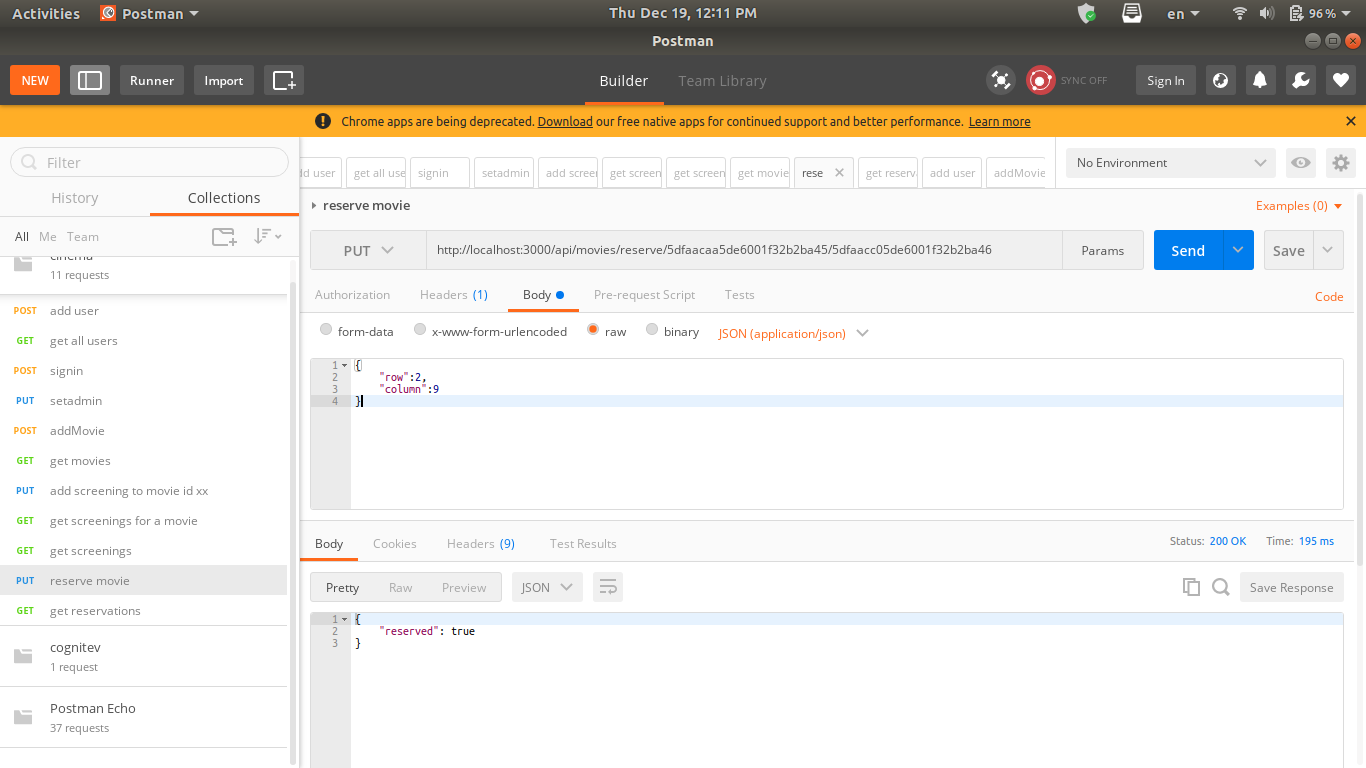 Activities Postman Thu Dec 19, 12:11 PM en 96%
Postman
NEW Runner Import Builder Team Library SYNC OFF Sign In
Chrome apps are being deprecated. Download our free native apps for continued support and better performance. Learn more
Filter
History Collections
All Me Team
cinema
11 requests
POST add user
GET get all users
POST signin
PUT setadmin
POST addMovie
GET get movies
PUT add screening to movie id xx
GET get screenings for a movie
GET get screenings
PUT reserve movie
GET get reservations
cognitev
1 request
Postman Echo
37 requests
dd user get all use signin setadmin add screen get screen get screen get movie rese get reserv add user addMovie
No Environment
reserve movie Examples (0)
PUT http://localhost:3000/api/movies/reserve/5dfaacaa5de6001f32b2ba45/5dfaacc05de6001f32b2ba46 Params Send Save
Authorization Headers (1) Body Pre-request Script Tests Code
form-data x-www-form-urlencoded raw binary JSON (application/json)
1 {
2 "row":2,
3 "column":9
4 }
Body Cookies Headers (9) Test Results Status: 200 OK Time: 195 ms
Pretty Raw Preview JSON Save Response
1 {
2 "reserved": true
3 }